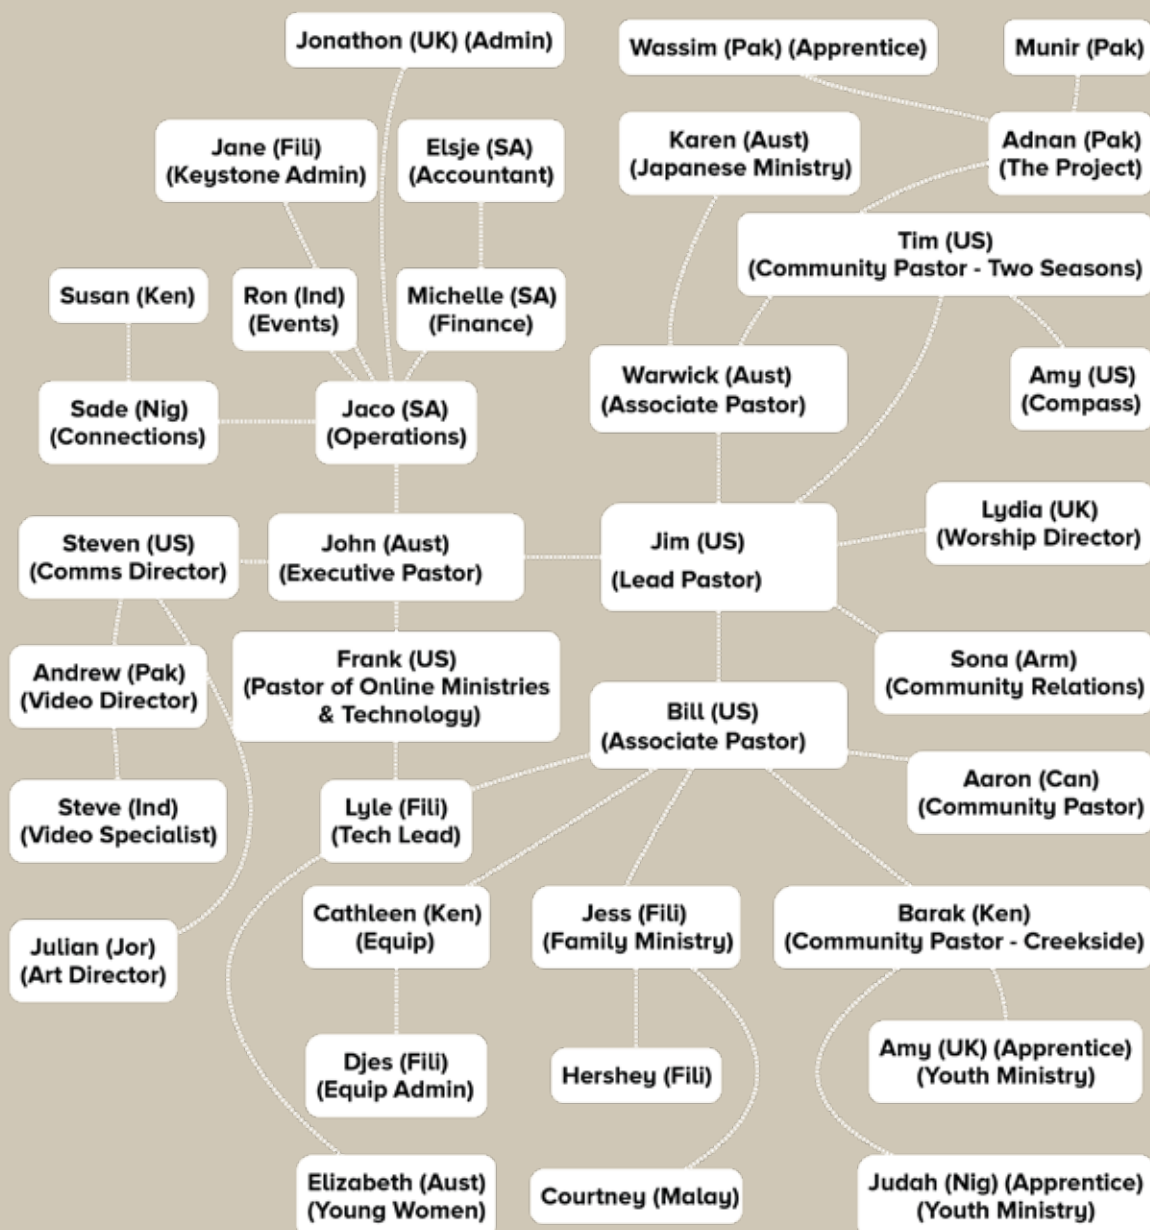 Jonathon (UK) (Admin)
Wassim (Pak) (Apprentice)
Munir (Pak)
Jane (Fili)
(Keystone Admin)
Elsje (SA)
(Accountant)
Karen (Aust)
(Japanese Ministry)
Adnan (Pak)
(The Project)
Tim (US)
(Community Pastor - Two Seasons)
Susan (Ken)
Ron (Ind)
(Events)
Michelle (SA)
(Finance)
Warwick (Aust)
(Associate Pastor)
Amy (US)
(Compass)
Sade (Nig)
(Connections)
Jaco (SA)
(Operations)
Steven (US)
(Comms Director)
John (Aust)
(Executive Pastor)
Jim (US)
(Lead Pastor)
Lydia (UK)
(Worship Director)
Andrew (Pak)
(Video Director)
Frank (US)
(Pastor of Online Ministries
& Technology)
Bill (US)
(Associate Pastor)
Sona (Arm)
(Community Relations)
Steve (Ind)
(Video Specialist)
Lyle (Fili)
(Tech Lead)
Aaron (Can)
(Community Pastor)
Julian (Jor)
(Art Director)
Cathleen (Ken)
(Equip)
Jess (Fili)
(Family Ministry)
Barak (Ken)
(Community Pastor - Creekside)
Djes (Fili)
(Equip Admin)
Hershey (Fili)
Amy (UK) (Apprentice)
(Youth Ministry)
Elizabeth (Aust)
(Young Women)
Courtney (Malay)
Judah (Nig) (Apprentice)
(Youth Ministry)